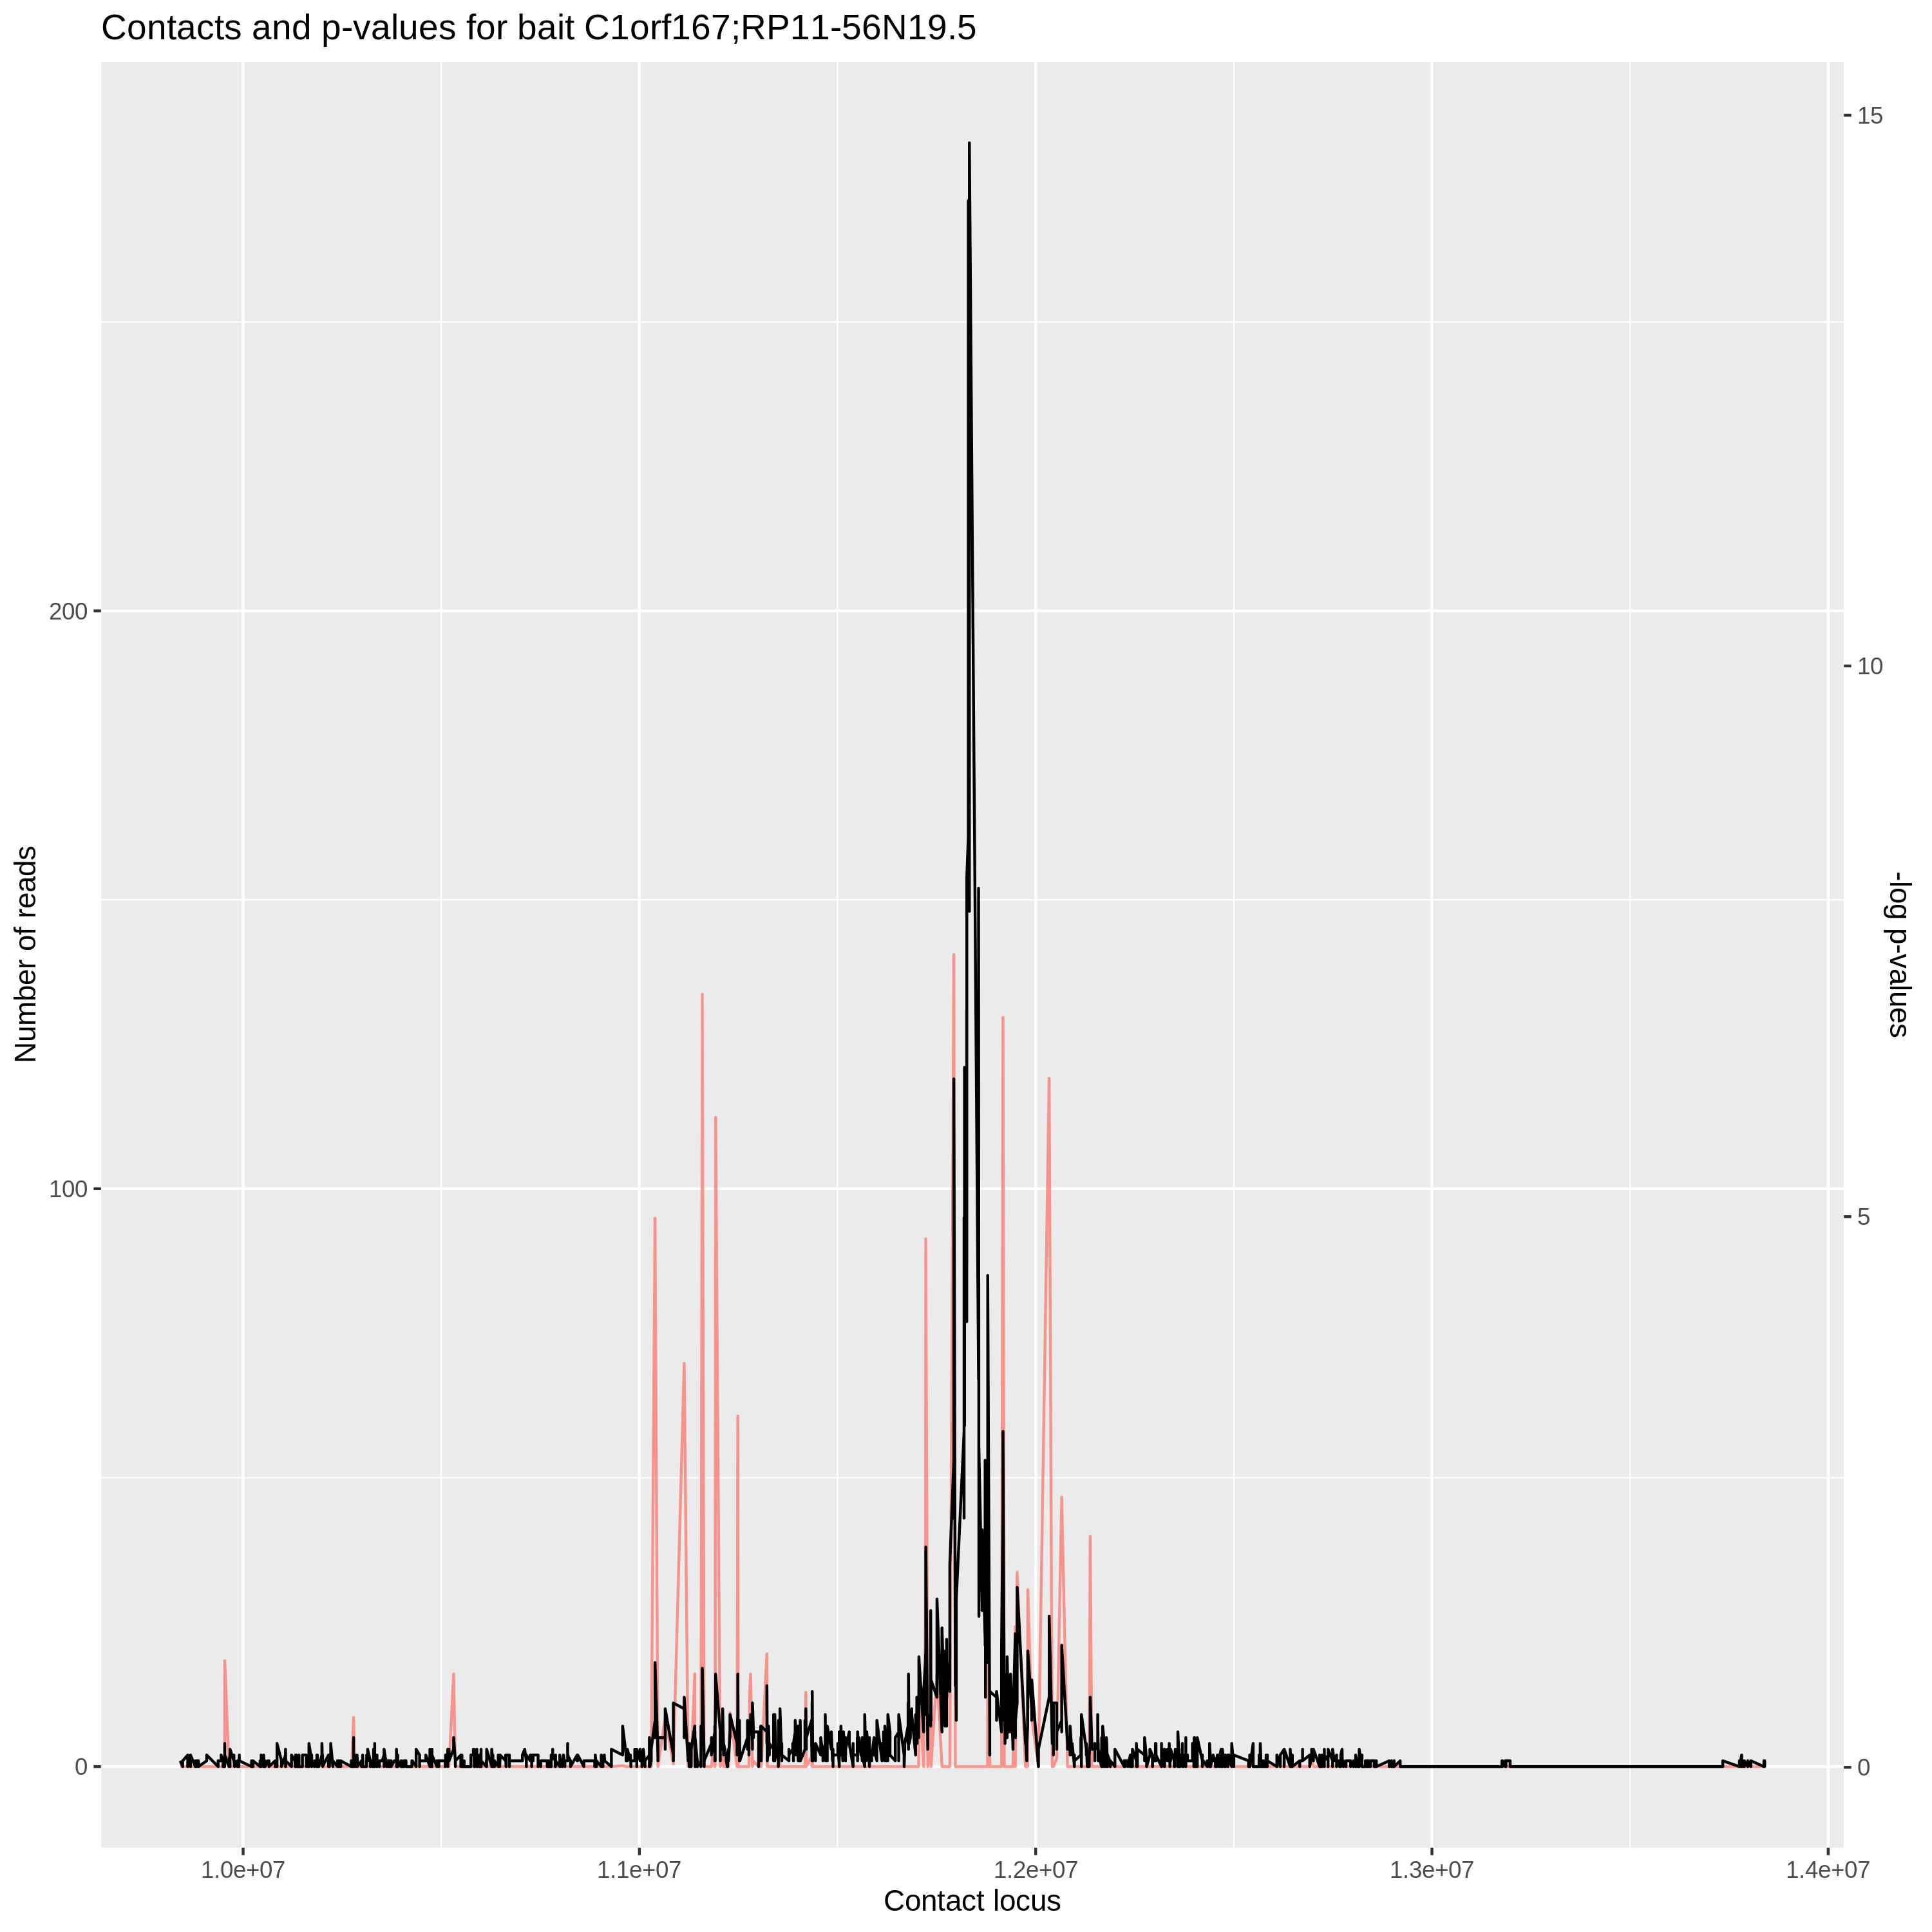 Contacts and p-values for bait C1orf167;RP11-56N19.5
Number of reads
200
100
0
15
10
5
0
-log p-values
1.0e+07
1.1e+07
1.2e+07
1.3e+07
1.4e+07
Contact locus